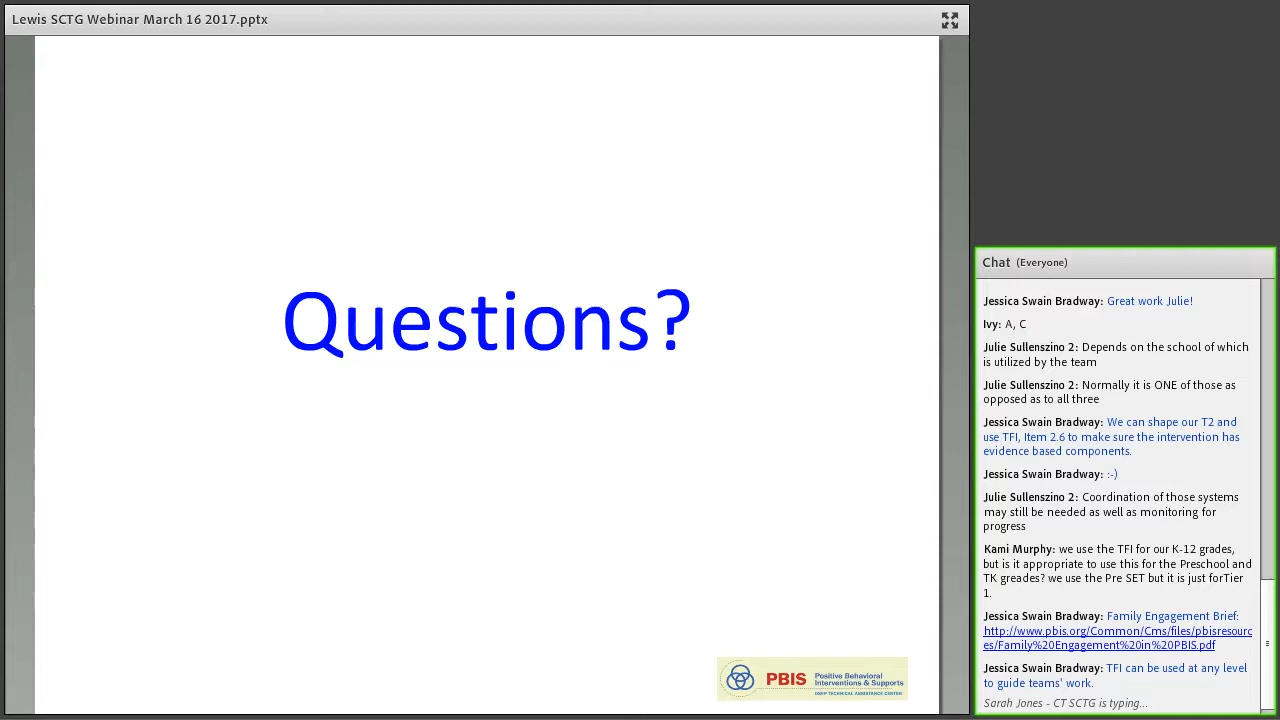 Lewis SCTG Webinar March 16 2017.pptx
Questions?
PBIS Positive Behavioral
Interventions & Supports
OSEP TECHNICAL ASSISTANCE CENTER
Chat (Everyone)
Jessica Swain Bradway: Great work Julie!
Ivy: A, C
Julie Sullenszino 2: Depends on the school of which
is utilized by the team
Julie Sullenszino 2: Normally it is ONE of those as
opposed as to all three
Jessica Swain Bradway: We can shape our T2 and
use TFI, Item 2.6 to make sure the intervention has
evidence based components.
Jessica Swain Bradway: :-)
Julie Sullenszino 2: Coordination of those systems
may still be needed as well as monitoring for
progress
Kami Murphy: we use the TFI for our K-12 grades,
but is it appropriate to use this for the Preschool and
TK greades? we use the Pre SET but it is just forTier
1.
Jessica Swain Bradway: Family Engagement Brief:
http://www.pbis.org/Common/Cms/files/pbisresourc
es/Family%20Engagement%20in%20PBIS.pdf
Jessica Swain Bradway: TFI can be used at any level
to guide teams' work.
Sarah Jones - CT SCTG is typing...